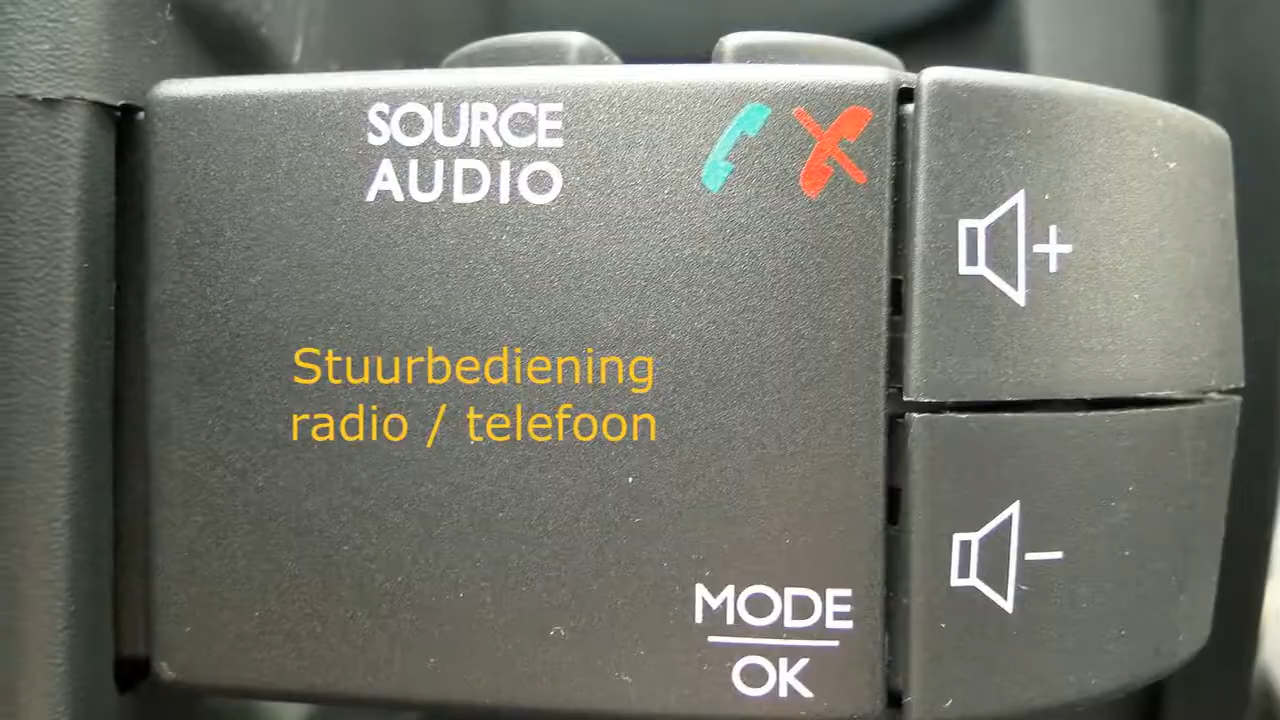 SOURCE
AUDIO
+
Stuurbediening
radio / telefoon
-
MODE
OK